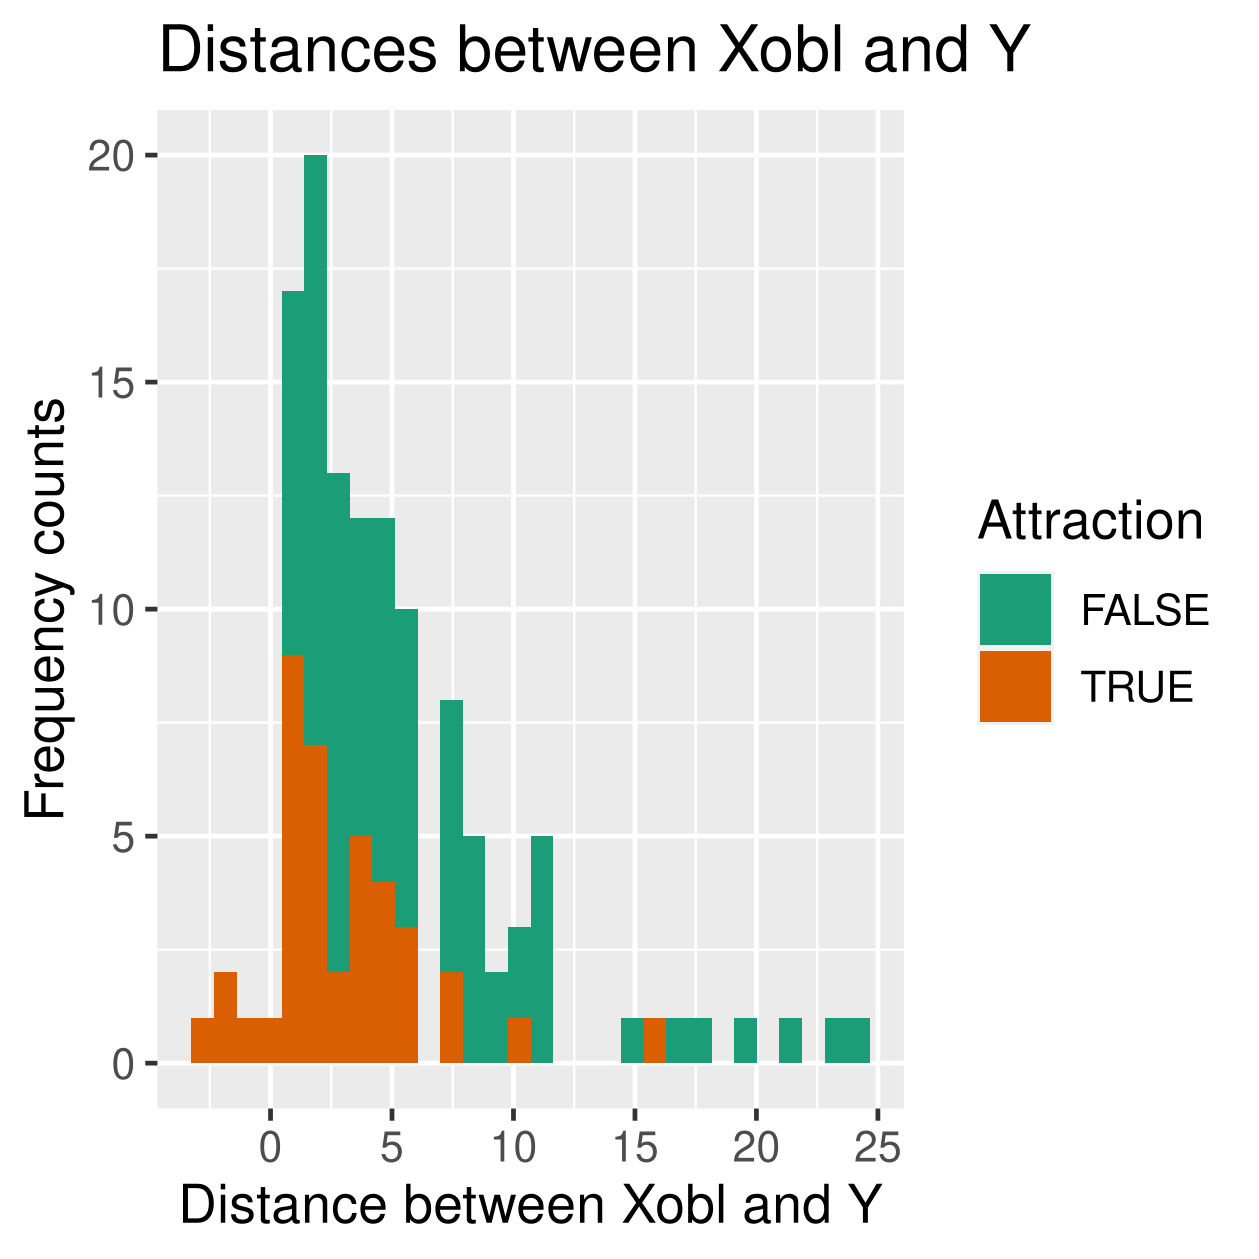 Distances between Xobl and Y
20
15
10
5
0
Frequency counts
0 5 10 15 20 25
Distance between Xobl and Y
Attraction
FALSE
TRUE